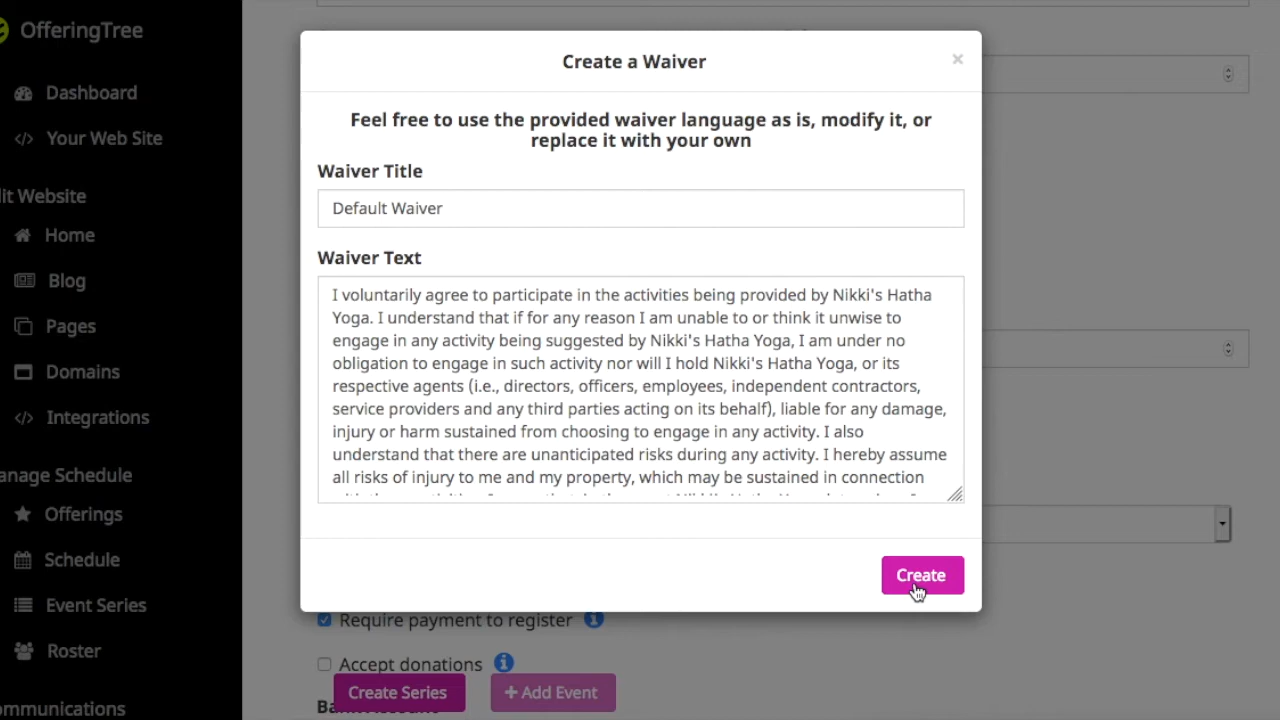 OfferingTree
Dashboard
Your Web Site
it Website
Home
Blog
Pages
Domains
Integrations
anage Schedule
Offerings
Schedule
Event Series
Roster
ommunications
Create a Waiver
×
Feel free to use the provided waiver language as is, modify it, or
replace it with your own
Waiver Title
Default Waiver
Waiver Text
I voluntarily agree to participate in the activities being provided by Nikki's Hatha
Yoga. I understand that if for any reason I am unable to or think it unwise to
engage in any activity being suggested by Nikki's Hatha Yoga, I am under no
obligation to engage in such activity nor will I hold Nikki's Hatha Yoga, or its
respective agents (i.e., directors, officers, employees, independent contractors,
service providers and any third parties acting on its behalf), liable for any damage,
injury or harm sustained from choosing to engage in any activity. I also
understand that there are unanticipated risks during any activity. I hereby assume
all risks of injury to me and my property, which may be sustained in connection
Create
Require payment to register
Accept donations
Create Series
+ Add Event